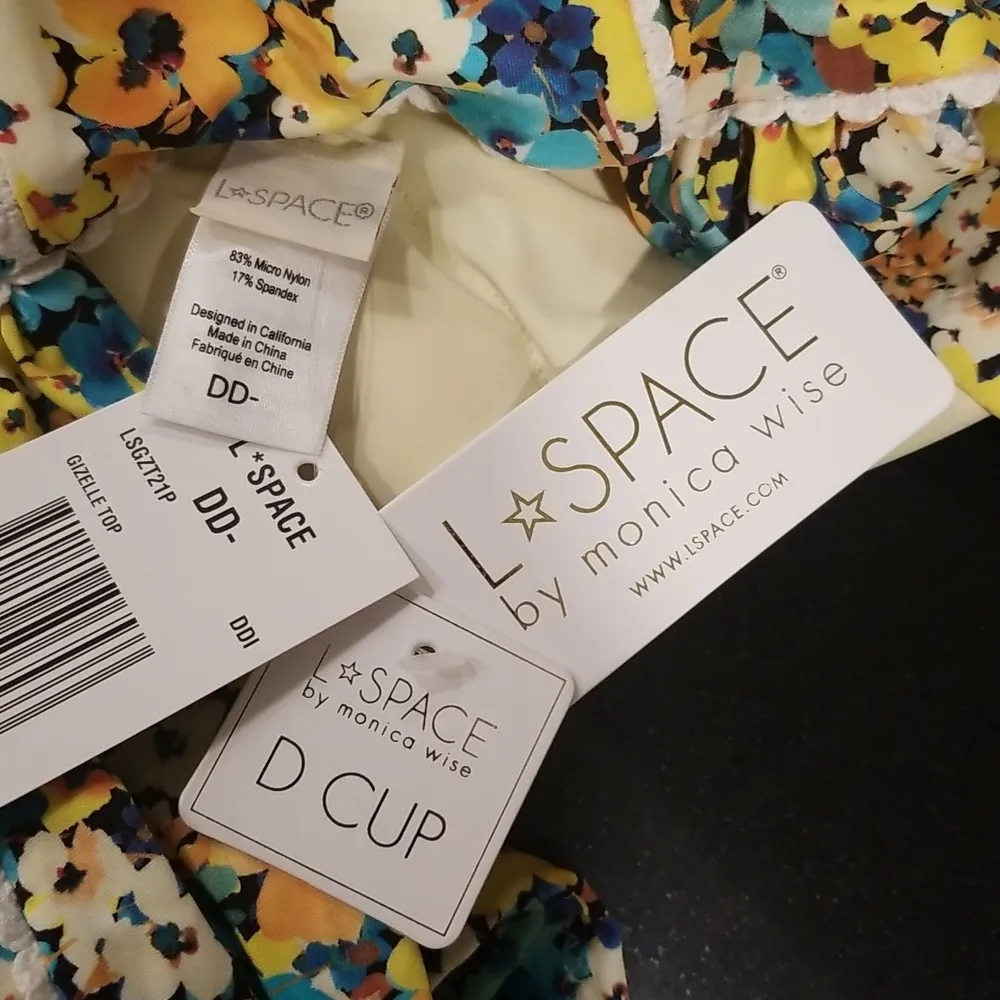 L☆SPACE®
83% Micro Nylon
17% Spandex
Designed in California
Made in China
Fabriqué en Chine
DD-
L*SPACE
DD-
LSGZT21P
GIZELLE TOP
DDI
L☆SPACE®
by monica wise
WWW.LSPACE.COM
L☆SPACE
by monica wise
D CUP